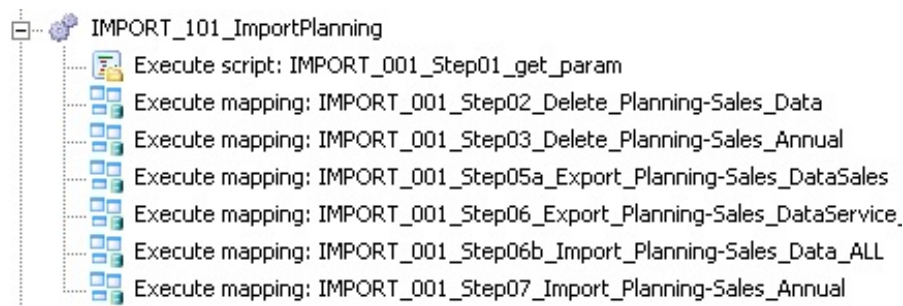 IMPORT_101_ImportPlanning
Execute script: IMPORT_001_Step01_get_param
Execute mapping: IMPORT_001_Step02_Delete_Planning-Sales_Data
Execute mapping: IMPORT_001_Step03_Delete_Planning-Sales_Annual
Execute mapping: IMPORT_001_Step05a_Export_Planning-Sales_DataSales
Execute mapping: IMPORT_001_Step06_Export_Planning-Sales_DataService_
Execute mapping: IMPORT_001_Step06b_Import_Planning-Sales_Data_ALL
Execute mapping: IMPORT_001_Step07_Import_Planning-Sales_Annual